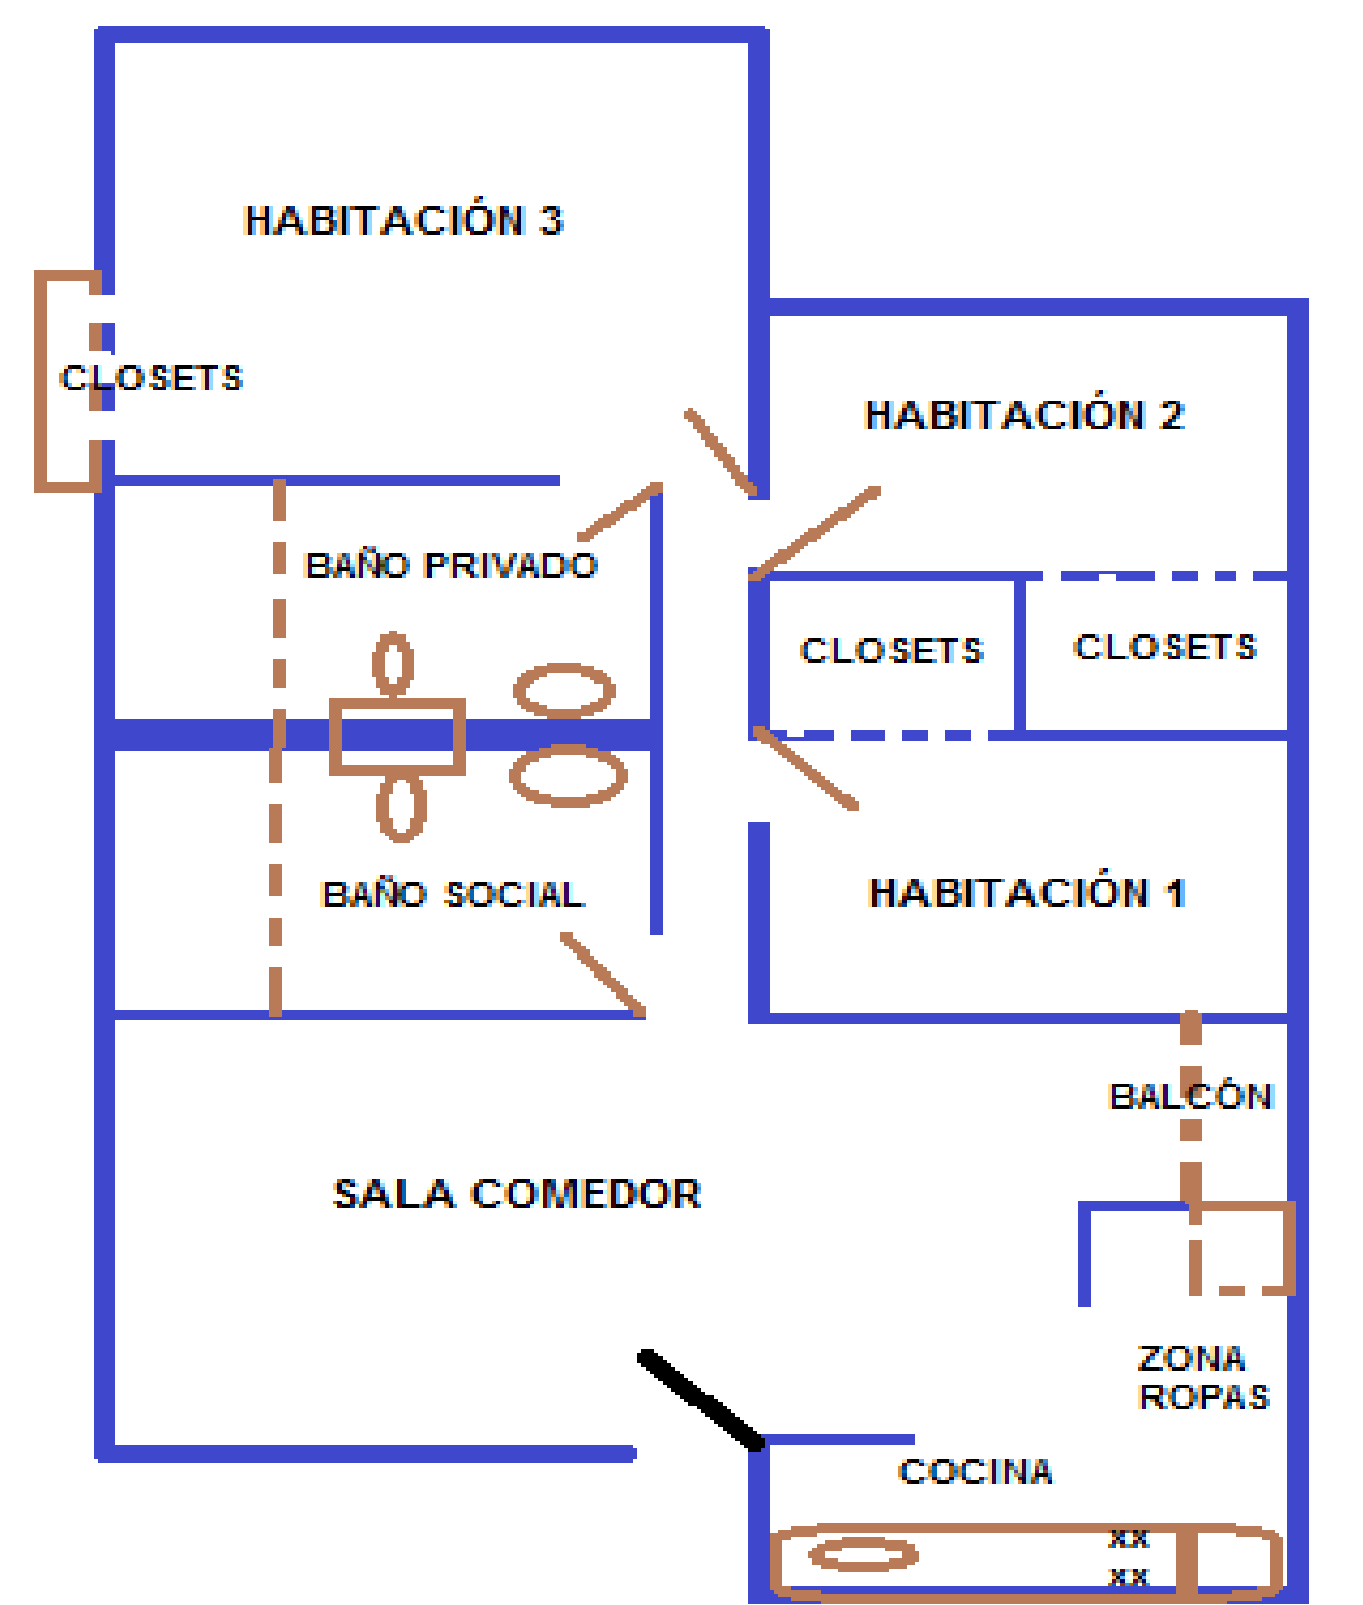 HABITACIÓN 3
CLOSETS
HABITACIÓN 2
BAÑO PRIVADO
CLOSETS
CLOSETS
BAÑO SOCIAL
HABITACIÓN 1
BALCÓN
SALA COMEDOR
ZONA
ROPAS
COCINA
XX
XX